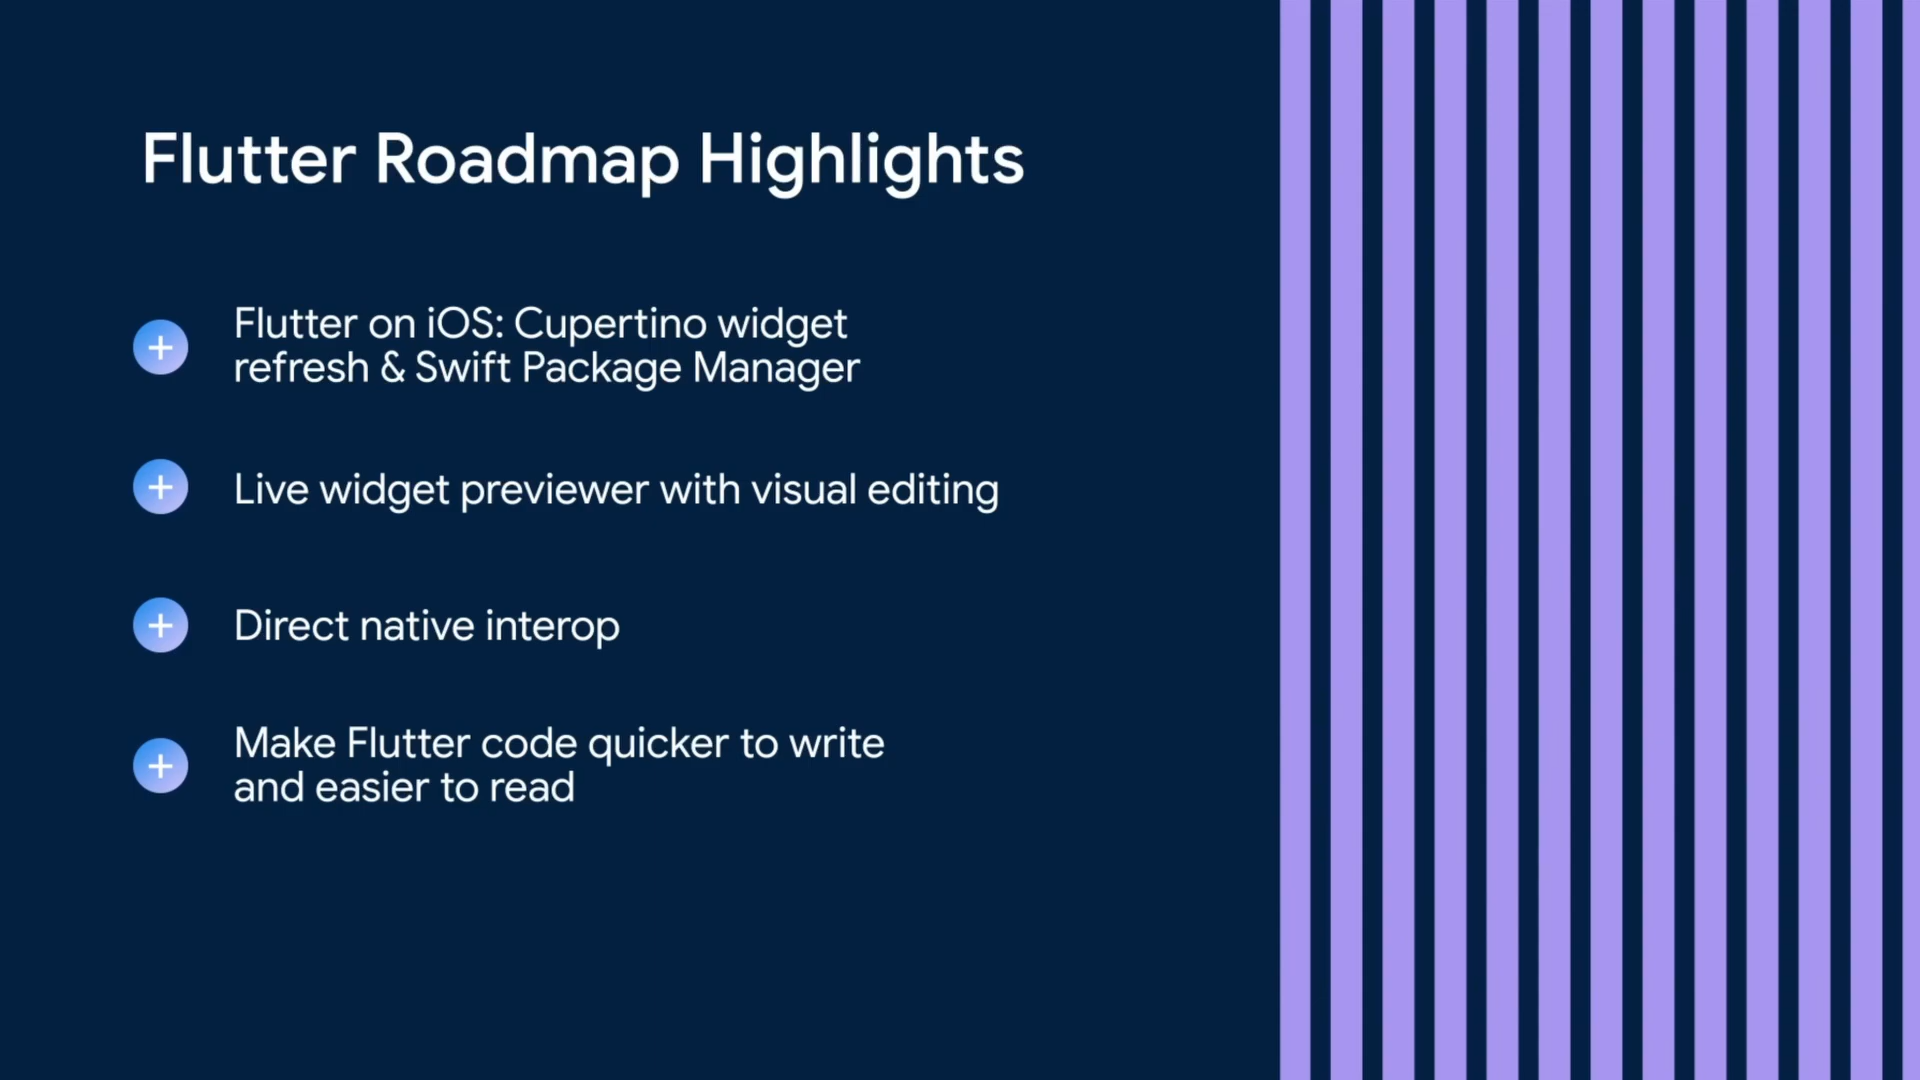 Flutter Roadmap Highlights
Flutter on iOS: Cupertino widget
refresh & Swift Package Manager
Live widget previewer with visual editing
Direct native interop
Make Flutter code quicker to write
and easier to read